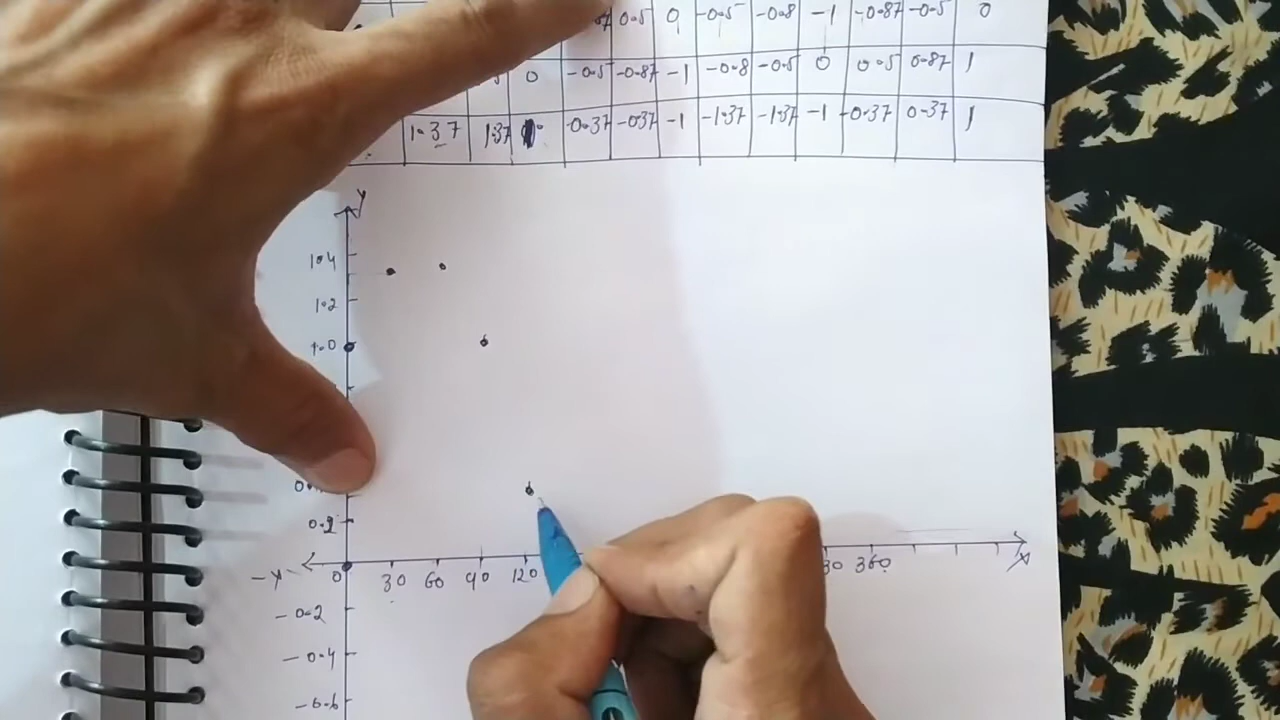 0.5 0 -0.5 -0.8 -1 -0.87 -0.5 0
0 -0.5 -0.87 -1 -0.8 -0.5 0 0.5 0.87 1
1.37 1.37 -0.37 -0.37 -1 -1.37 -1.37 -1 -0.37 0.37 1
Y
1.4
1.2
1.0
0.2
-x 0 30 60 90 120 30 360 X
-0.2
-0.4
-0.6